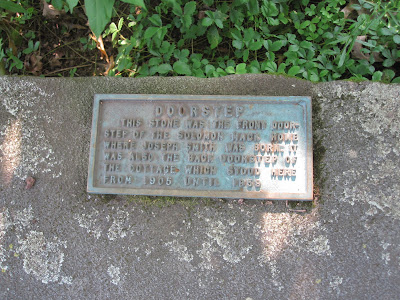 DOORSTEP
THIS STONE WAS THE FRONT DOOR-
STEP OF THE SOLOMON MACK HOME
WHERE JOSEPH SMITH WAS BORN. IT
WAS ALSO THE BACK DOORSTEP OF
THE COTTAGE WHICH STOOD HERE
FROM 1905 UNTIL 1959